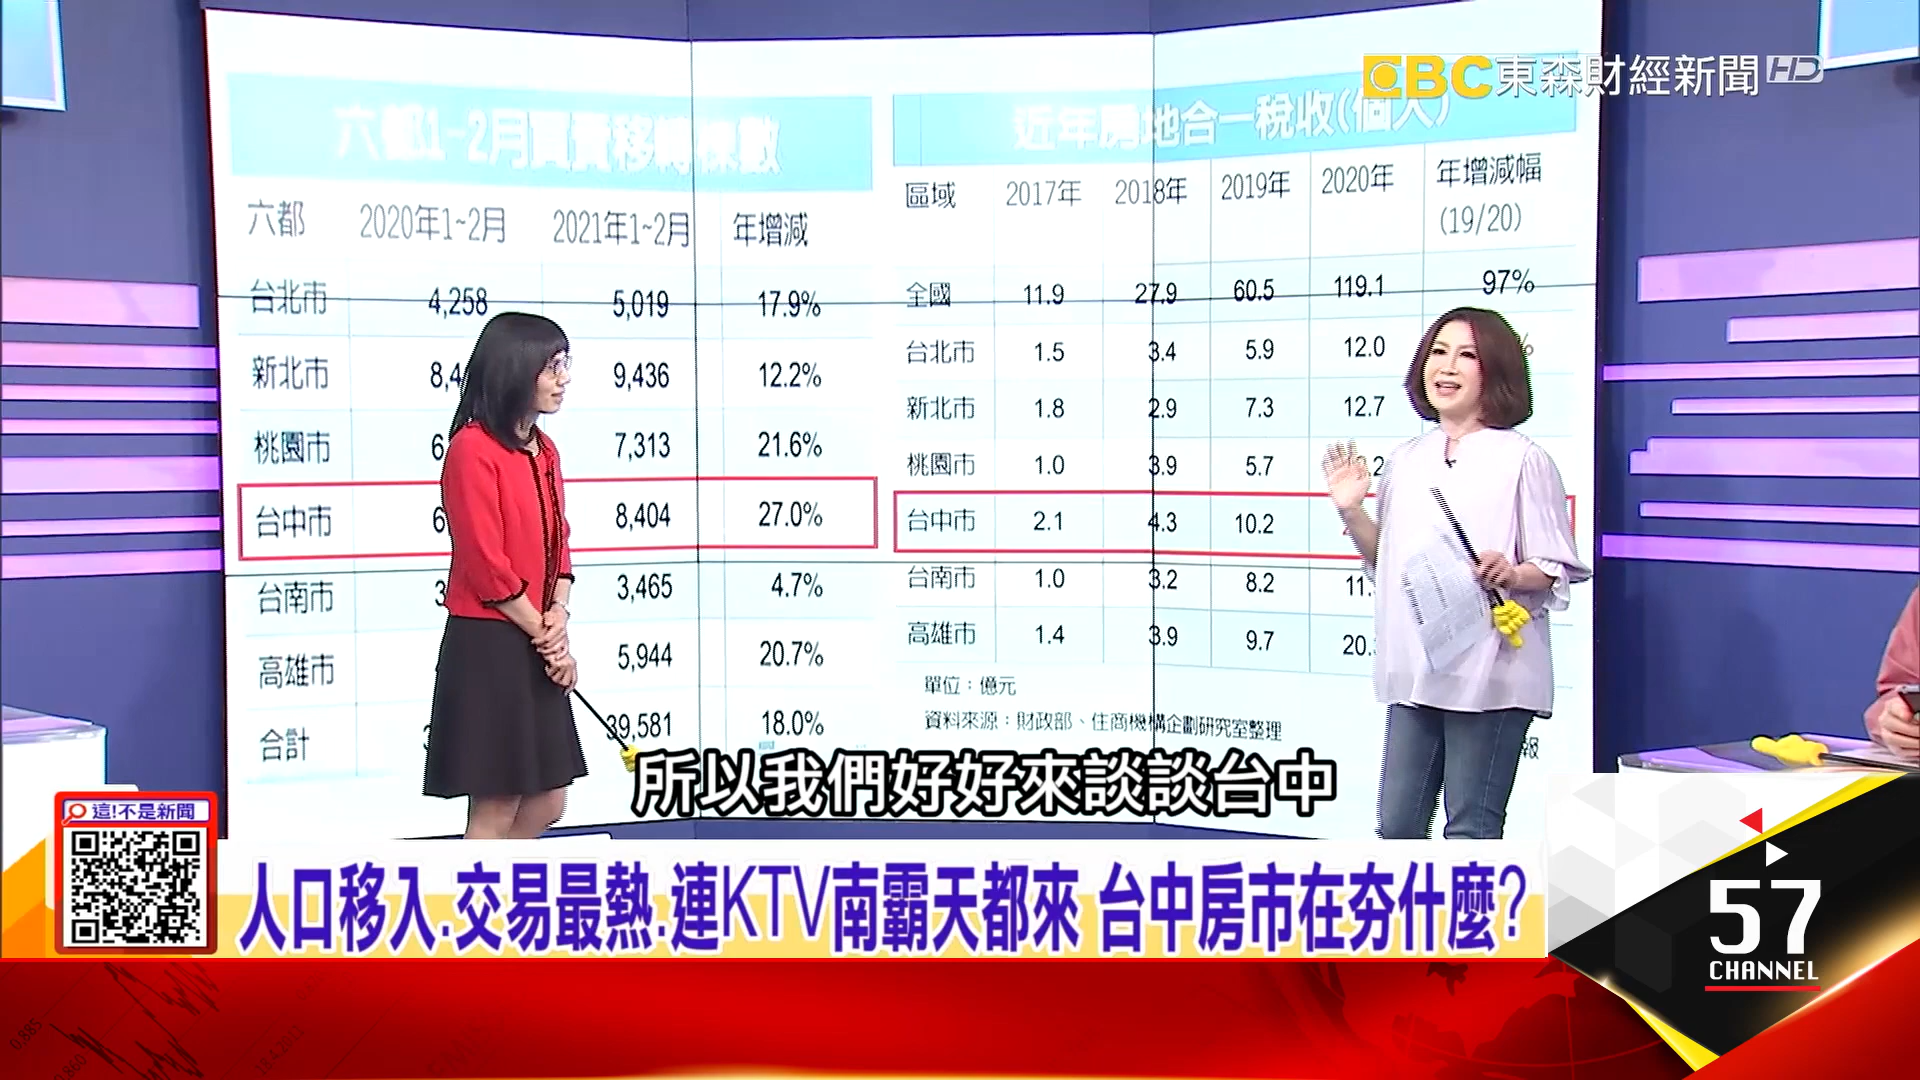 EBC東森財經新聞HD
六都1-2月買賣移轉棟數
六都 2020年1~2月 2021年1~2月 年增減
台北市 4,258 5,019 17.9%
新北市 8,4 9,436 12.2%
桃園市 6 7,313 21.6%
台中市 6 8,404 27.0%
台南市 3 3,465 4.7%
高雄市 5,944 20.7%
合計 39,581 18.0%
近年房地合一稅收(個人)
區域 2017年 2018年 2019年 2020年 年增減幅
(19/20)
全國 11.9 27.9 60.5 119.1 97%
台北市 1.5 3.4 5.9 12.0 %
新北市 1.8 2.9 7.3 12.7
桃園市 1.0 3.9 5.7 2
台中市 2.1 4.3 10.2
台南市 1.0 3.2 8.2 11.
高雄市 1.4 3.9 9.7 20.
單位：億元
資料來源：財政部、住商機構企劃研究室整理
報
所以我們好好來談談台中
這!不是新聞
人口移入.交易最熱.連KTV南霸天都來 台中房市在夯什麼?
57
CHANNEL